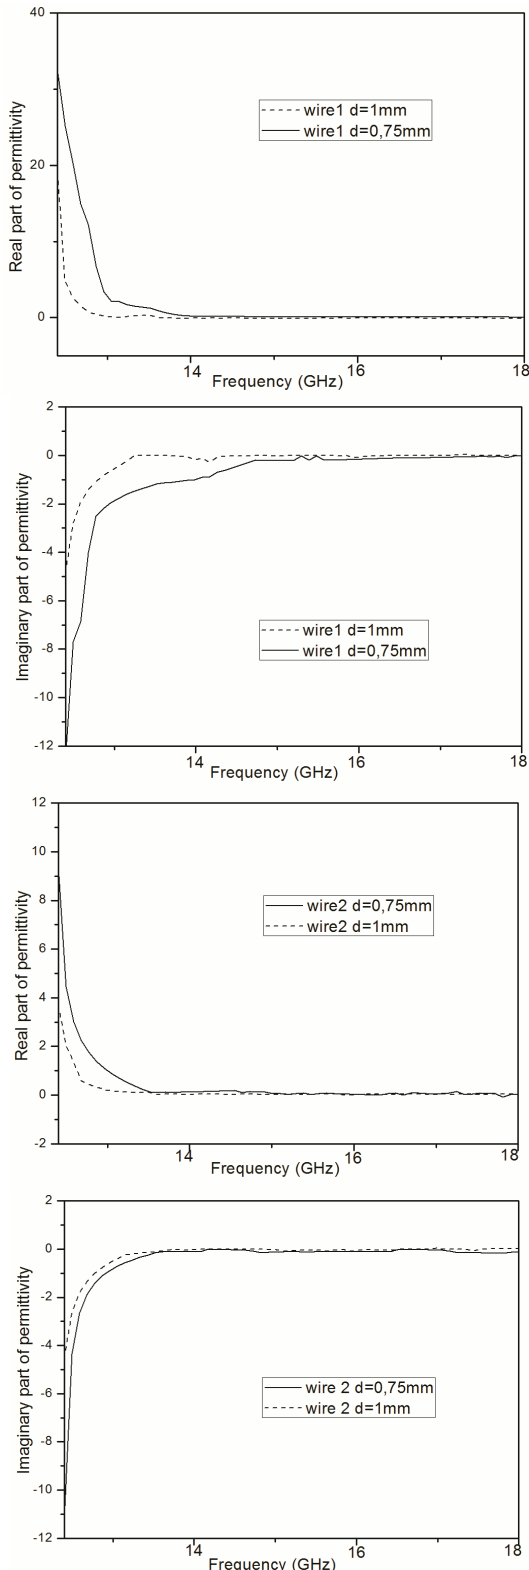 40
20
0
Real part of permittivity
wire1 d=1mm
wire1 d=0,75mm
14
16
18
Frequency (GHz)
2
0
-2
-4
-6
-8
-10
-12
Imaginary part of permittivity
wire1 d=1mm
wire1 d=0,75mm
14
16
18
Frequency (GHz)
12
10
8
6
4
2
0
-2
Real part of permittivity
wire2 d=0,75mm
wire2 d=1mm
14
16
18
Frequency (GHz)
2
0
-2
-4
-6
-8
-10
-12
Imaginary part of permittivity
wire 2 d=0,75mm
wire 2 d=1mm
14
16
18
Frequency (GHz)